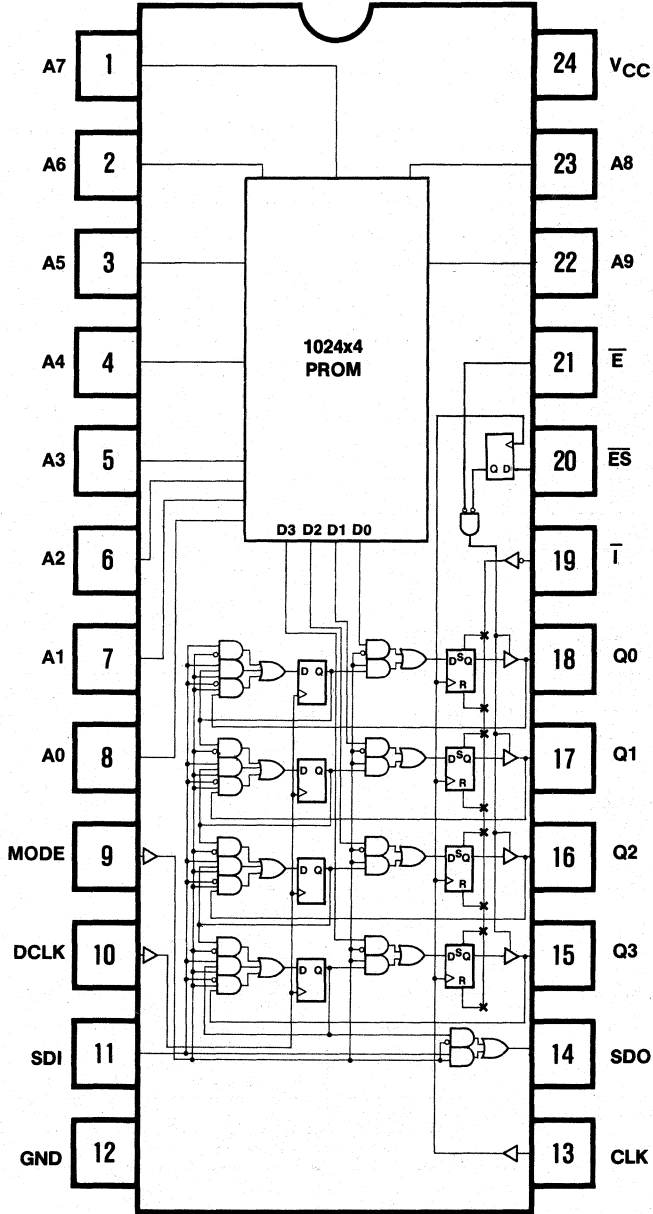 A7 1 24 VCC
A6 2 23 A8
A5 3 22 A9
A4 4 21 E̅
1024x4
PROM
A3 5 20 E̅S̅
Q D
D3 D2 D1 D0
A2 6 19 I̅
A1 7 18 Q0
D Q D S Q
R
A0 8 17 Q1
D Q D S Q
R
MODE 9 16 Q2
D Q D S Q
R
DCLK 10 15 Q3
D Q D S Q
R
SDI 11 14 SDO
GND 12 13 CLK